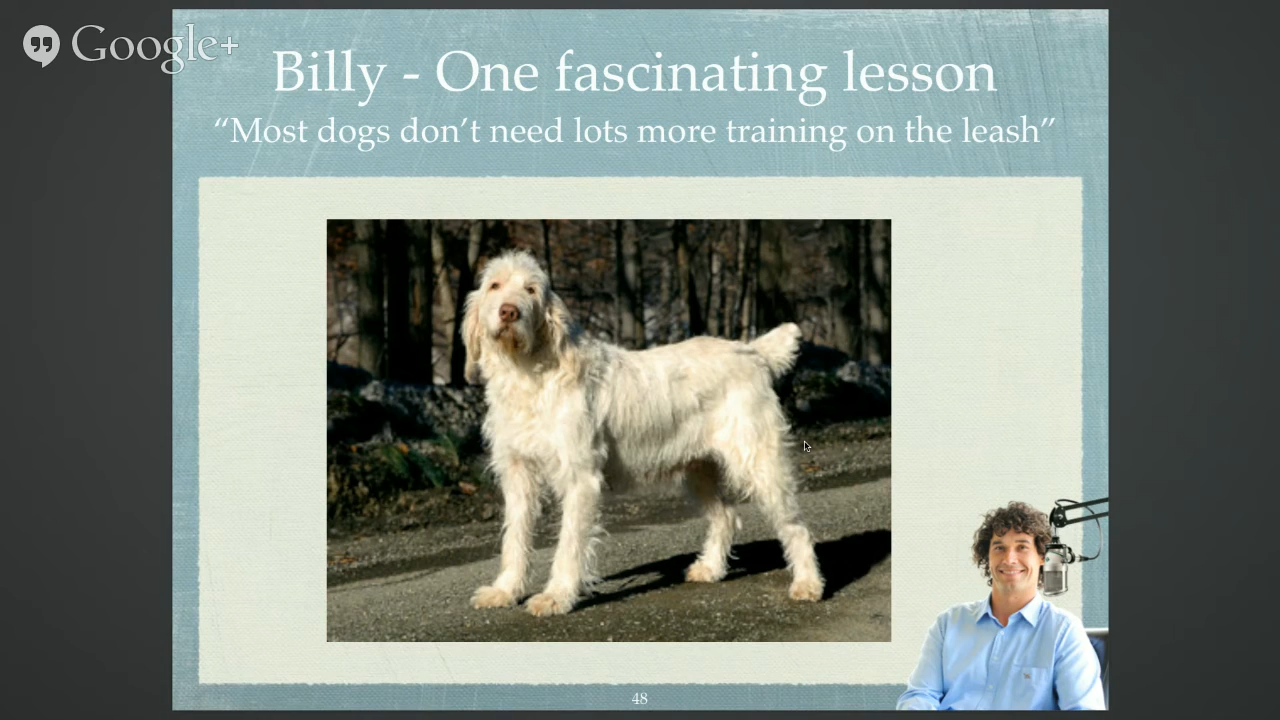 Google+
Billy - One fascinating lesson
“Most dogs don’t need lots more training on the leash”
48